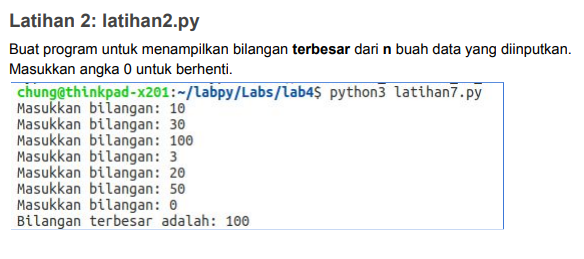 Latihan 2: latihan2.py
Buat program untuk menampilkan bilangan terbesar dari n buah data yang diinputkan.
Masukkan angka 0 untuk berhenti.
chung@thinkpad-x201:~/labpy/Labs/lab4$ python3 latihan7.py
Masukkan bilangan: 10
Masukkan bilangan: 30
Masukkan bilangan: 100
Masukkan bilangan: 3
Masukkan bilangan: 20
Masukkan bilangan: 50
Masukkan bilangan: 0
Bilangan terbesar adalah: 100